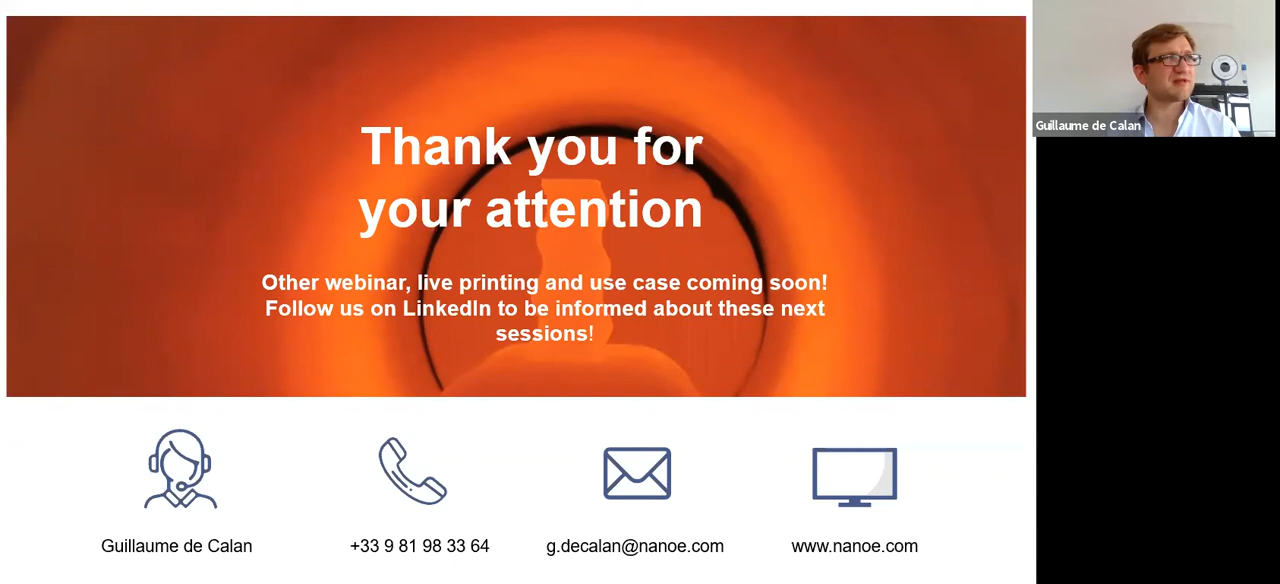 Thank you for
your attention
Other webinar, live printing and use case coming soon!
Follow us on LinkedIn to be informed about these next
sessions!
Guillaume de Calan
+33 9 81 98 33 64
g.decalan@nanoe.com
www.nanoe.com
Guillaume de Calan